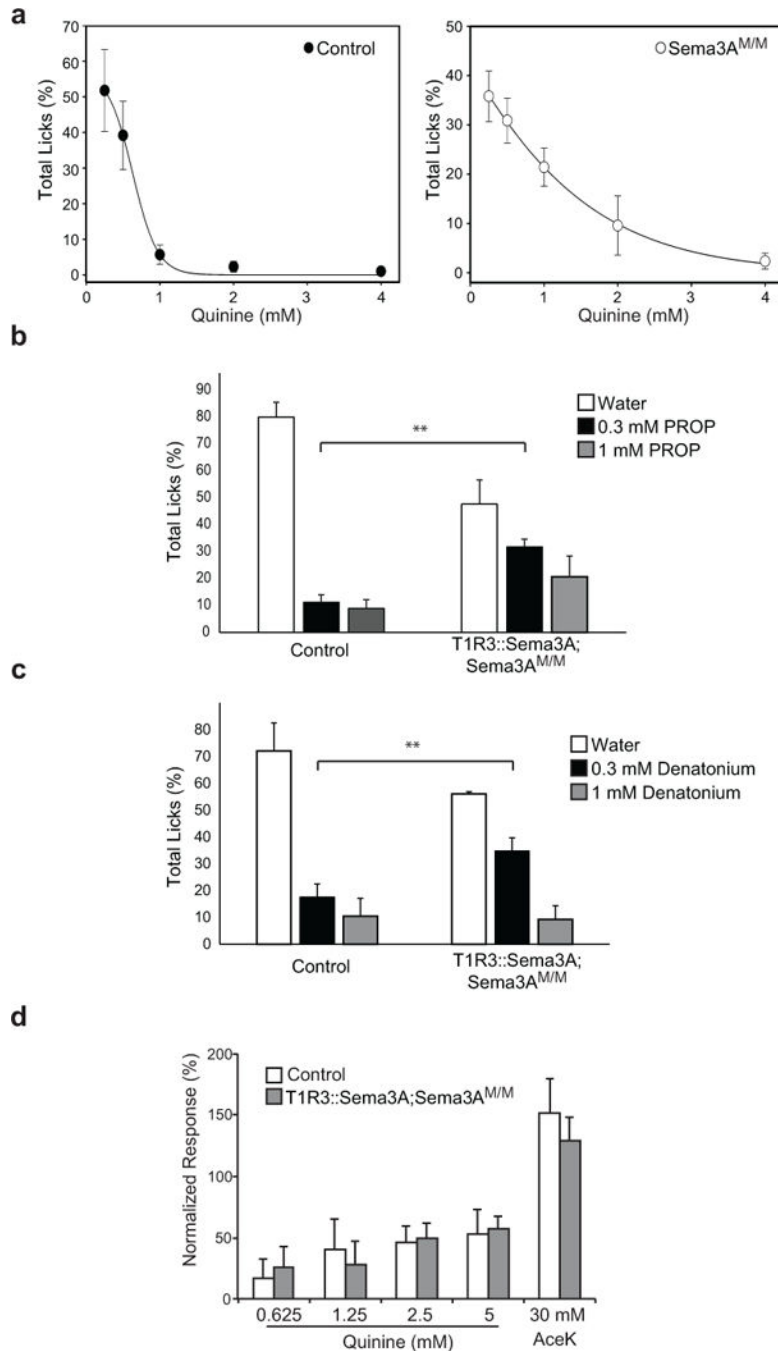 a
70
60
50
40
30
20
10
0
Total Licks (%)
Control
0 1 2 3 4
Quinine (mM)
50
40
30
20
10
0
Total Licks (%)
Sema3AM/M
0 1 2 3 4
Quinine (mM)
b
90
80
70
60
50
40
30
20
10
0
Total Licks (%)
**
Water
0.3 mM PROP
1 mM PROP
Control
T1R3::Sema3A;
Sema3AM/M
c
80
70
60
50
40
30
20
10
0
Total Licks (%)
**
Water
0.3 mM Denatonium
1 mM Denatonium
Control
T1R3::Sema3A;
Sema3AM/M
d
200
150
100
50
0
Normalized Response (%)
Control
T1R3::Sema3A;Sema3AM/M
0.625 1.25 2.5 5 30 mM
Quinine (mM) AceK